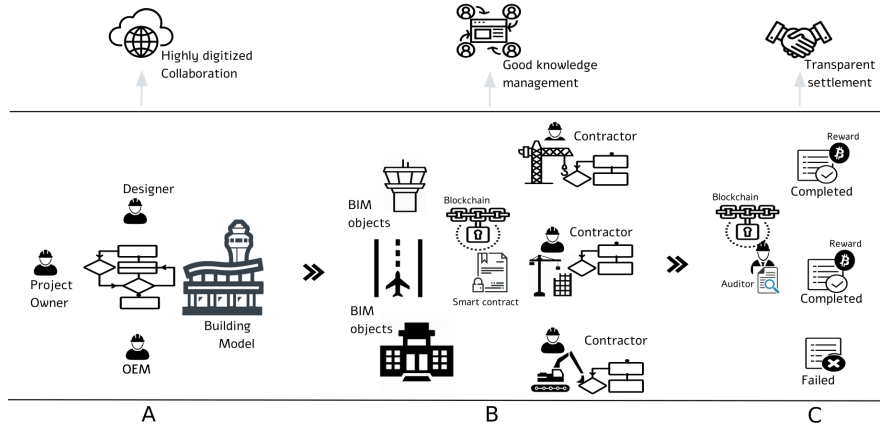 Highly digitized
Collaboration
Good knowledge
management
Transparent
settlement
Designer
Project
Owner
OEM
Building
Model
BIM
objects
BIM
objects
Blockchain
Smart contract
Contractor
Contractor
Contractor
Blockchain
Auditor
Reward
Completed
Reward
Completed
Failed
A
B
C